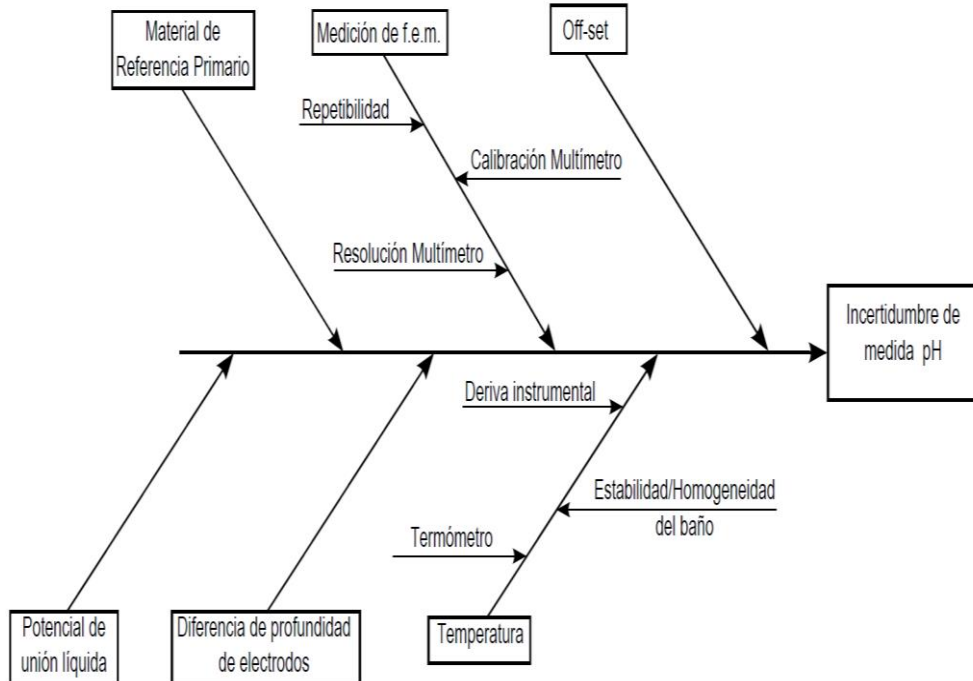 Material de
Referencia Primario
Medición de f.e.m.
Off-set
Repetibilidad
Calibración Multímetro
Resolución Multímetro
Incertidumbre de
medida pH
Deriva instrumental
Estabilidad/Homogeneidad
del baño
Termómetro
Potencial de
unión líquida
Diferencia de profundidad
de electrodos
Temperatura